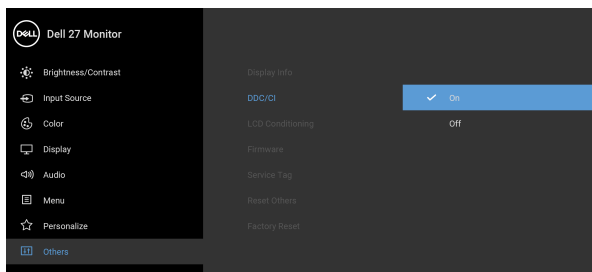 DELL Dell 27 Monitor
Brightness/Contrast
Input Source
Color
Display
Audio
Menu
Personalize
Others
Display Info
DDC/CI
LCD Conditioning
Firmware
Service Tag
Reset Others
Factory Reset
On
Off